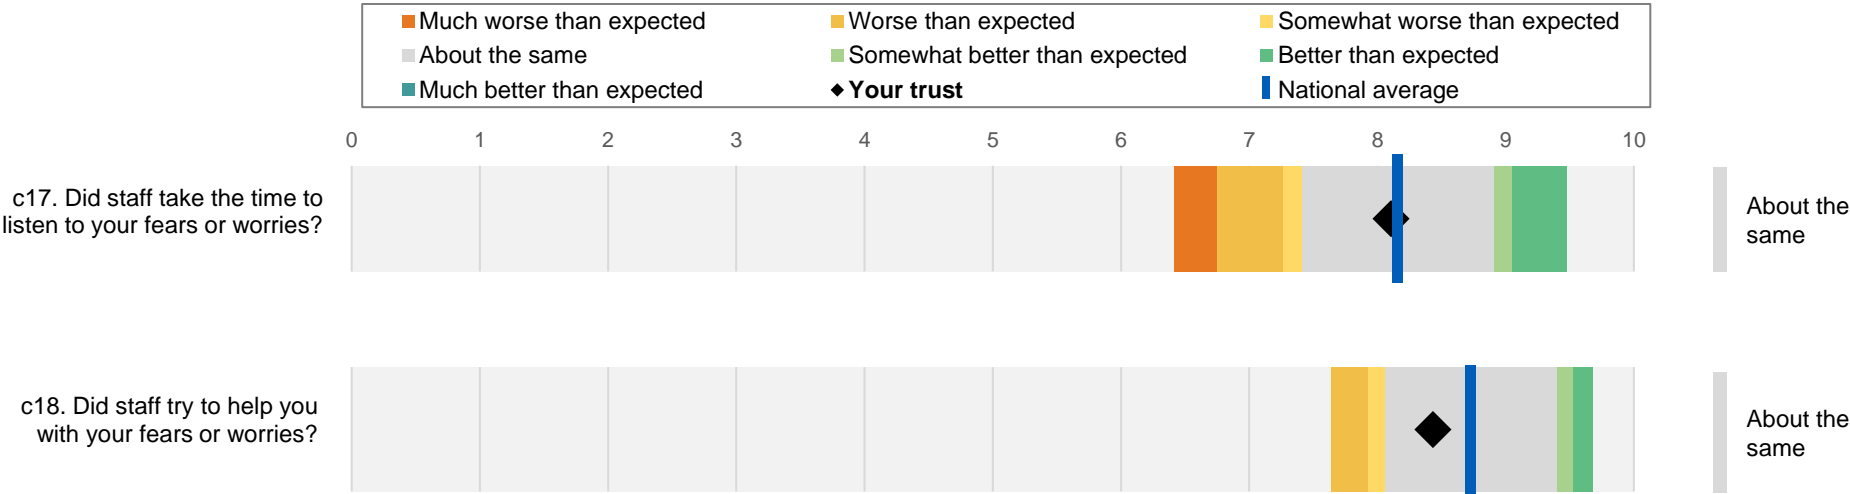 Much worse than expected Worse than expected Somewhat worse than expected
About the same Somewhat better than expected Better than expected
Much better than expected Your trust National average
0 1 2 3 4 5 6 7 8 9 10
c17. Did staff take the time to
listen to your fears or worries?
About the
same
c18. Did staff try to help you
with your fears or worries?
About the
same